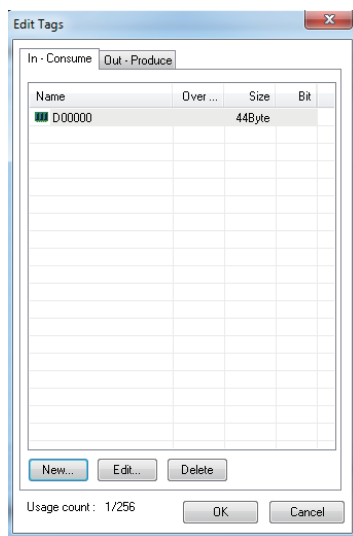 Edit Tags
In - Consume Out - Produce
Name Over ... Size Bit
D00000 44Byte
New... Edit... Delete
Usage count : 1/256 OK Cancel